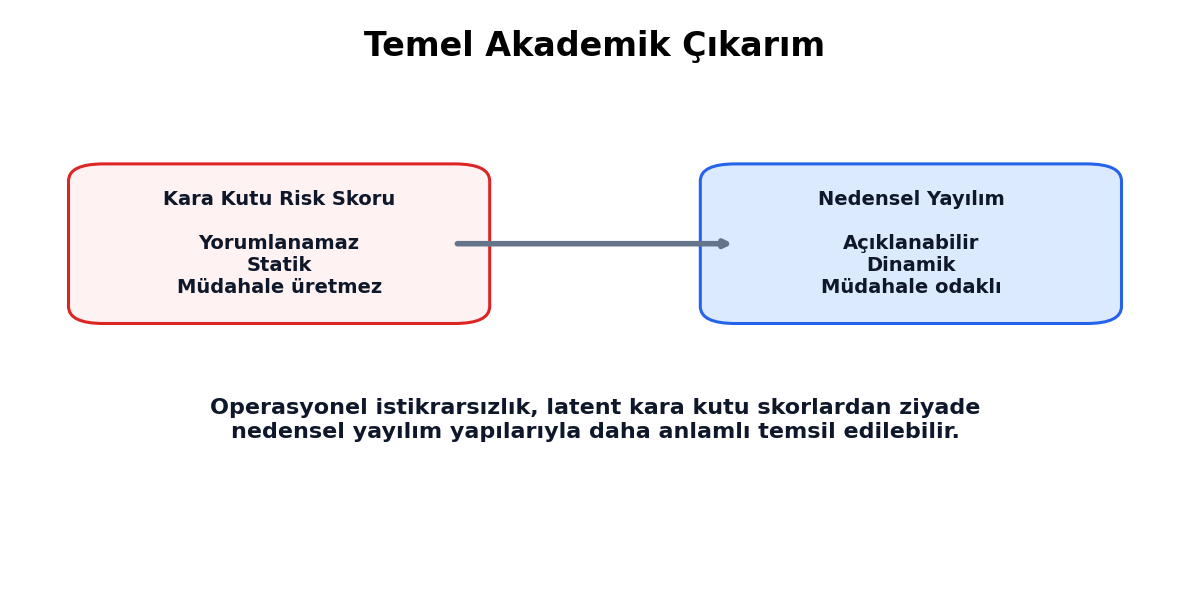 Temel Akademik Çıkarım
Kara Kutu Risk Skoru
Yorumlanamaz
Statik
Müdahale üretmez
Nedensel Yayılım
Açıklanabilir
Dinamik
Müdahale odaklı
Operasyonel istikrarsızlık, latent kara kutu skorlardan ziyade
nedensel yayılım yapılarıyla daha anlamlı temsil edilebilir.